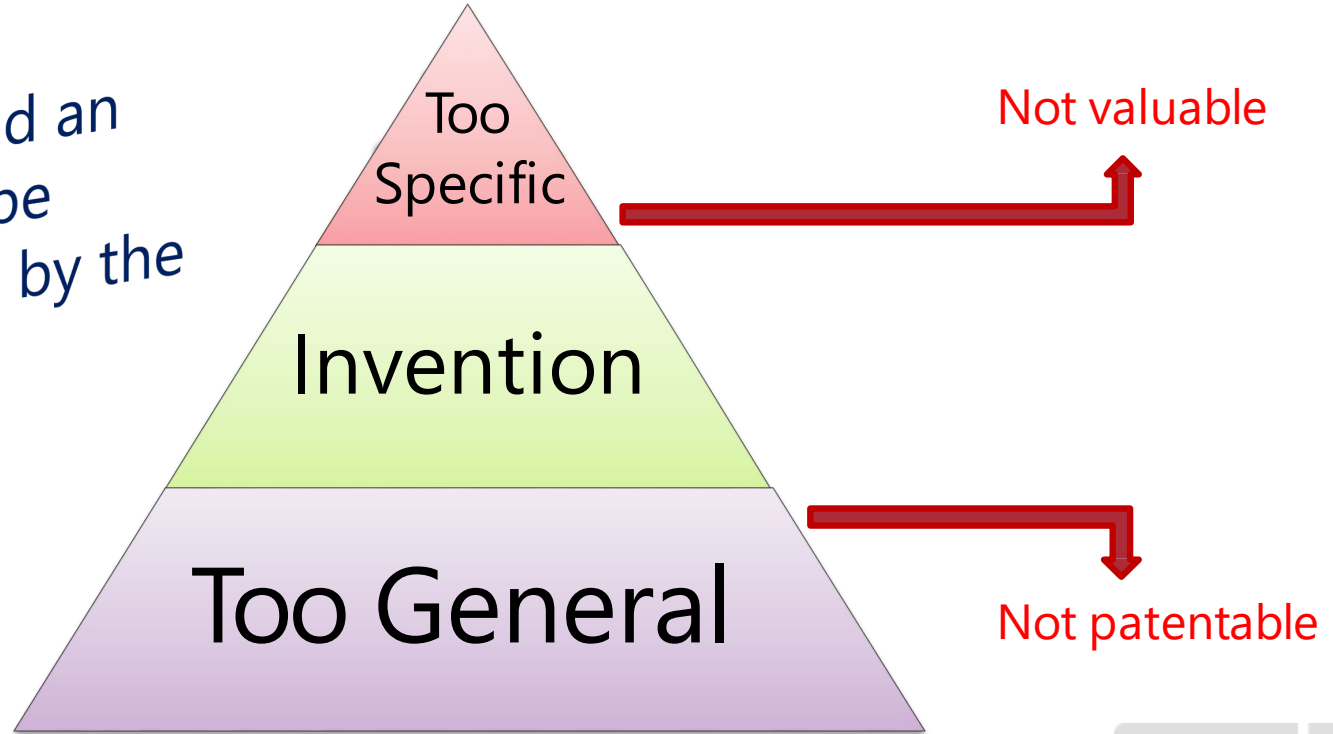 d an
be
by the
Too
Specific
Invention
Too General
Not valuable
Not patentable